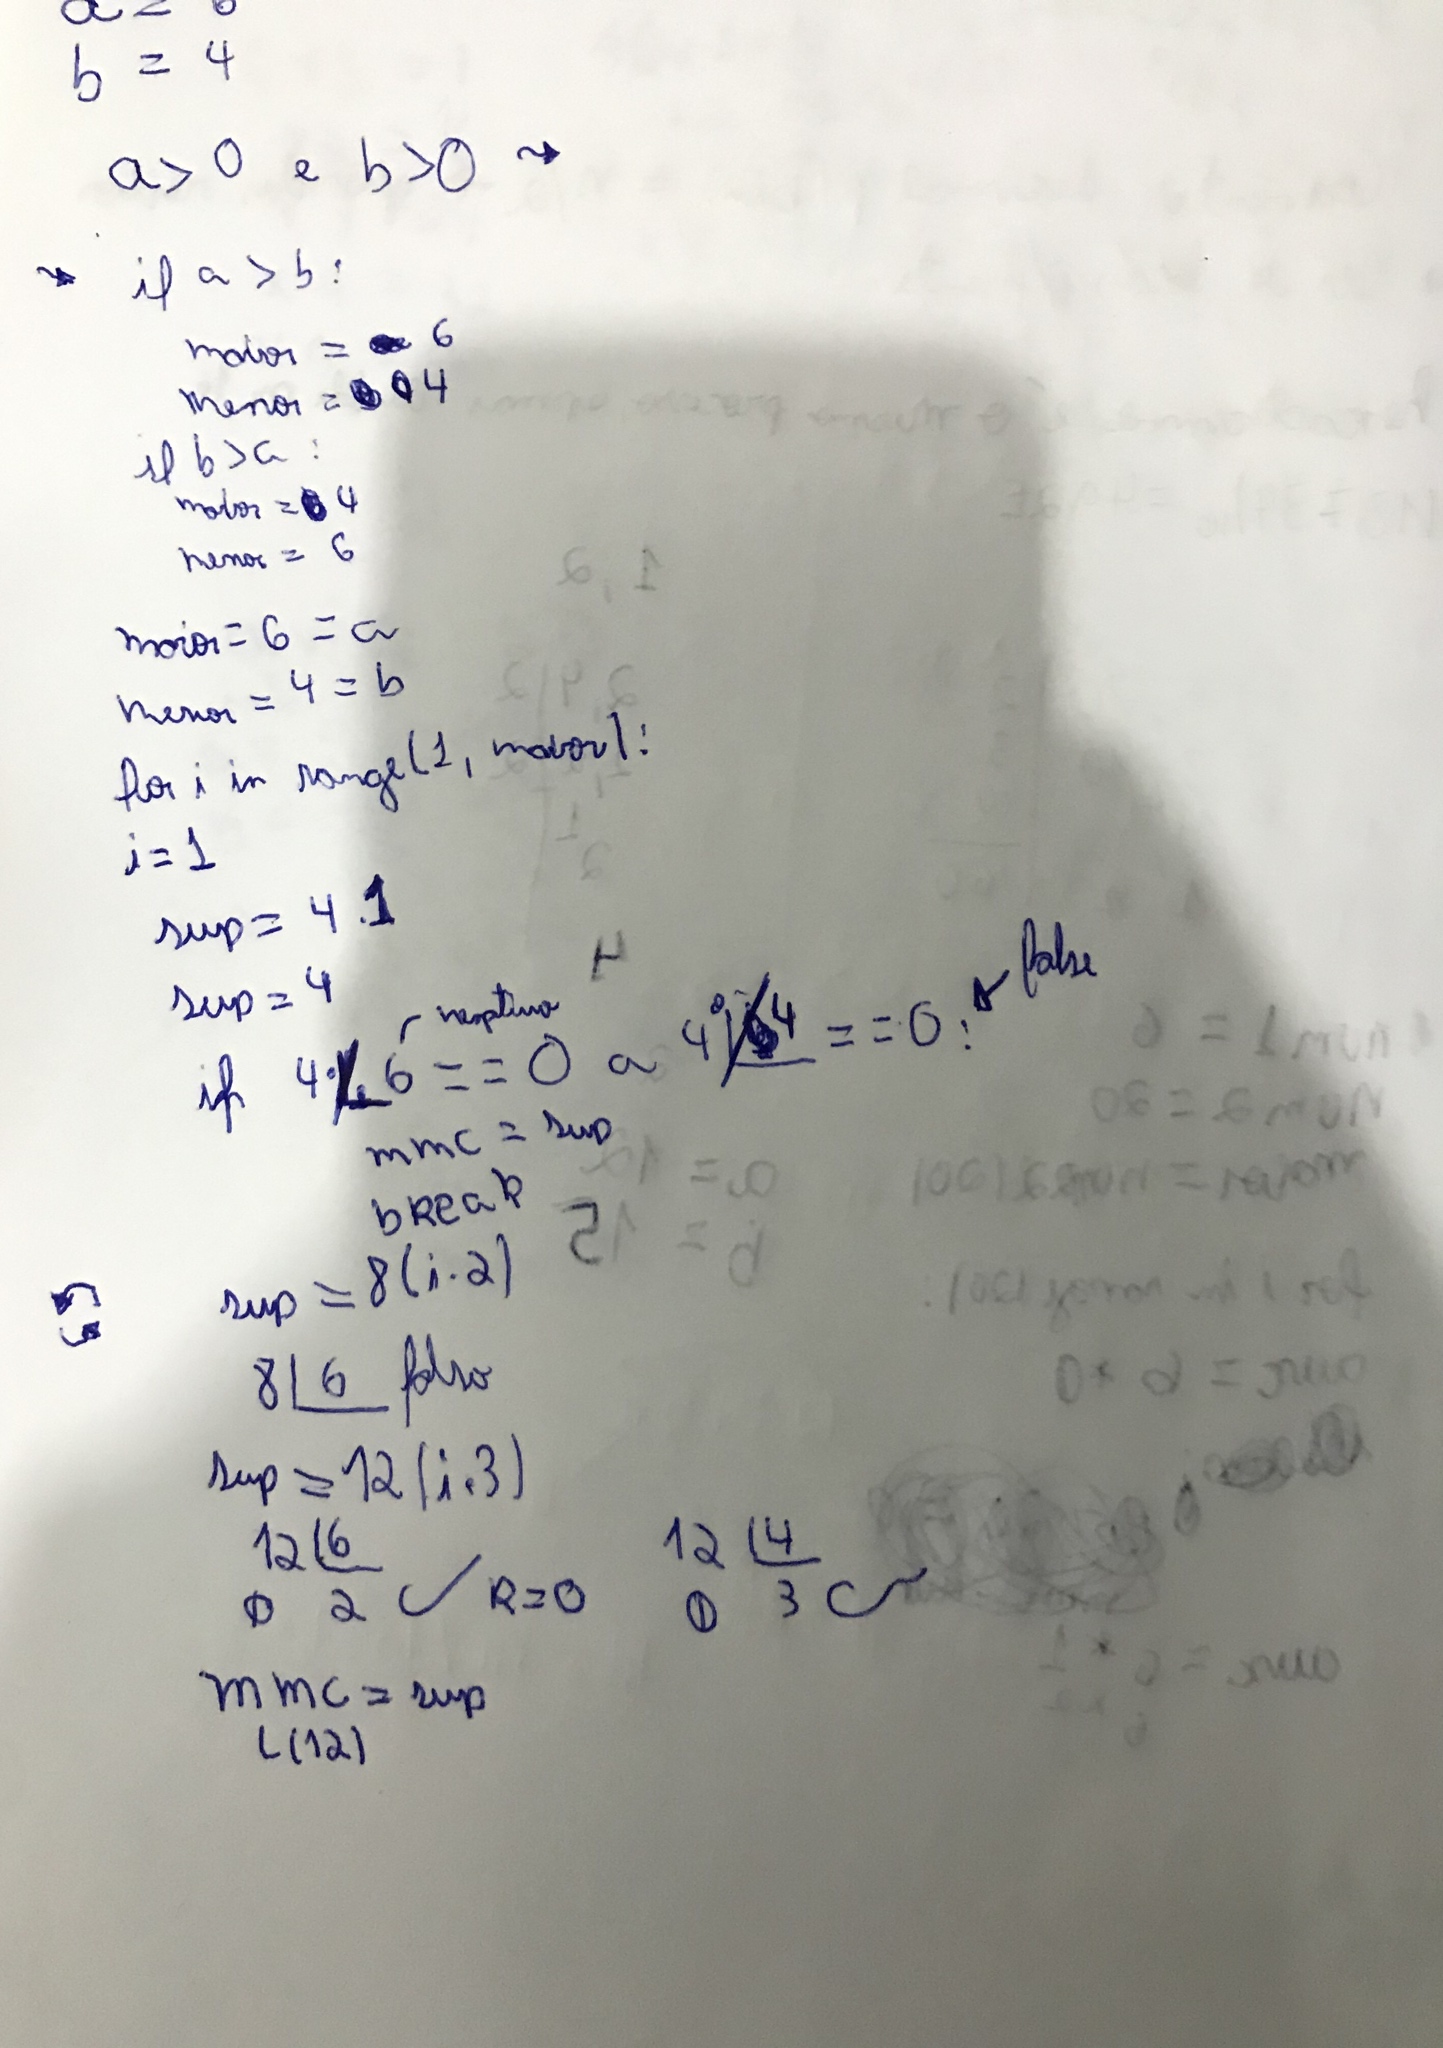 a = 6
b = 4
a > 0 e b > 0
if a > b:
maior = 6
menor = 4
if b > a:
maior = 4
menor = 6
maior = 6 = a
menor = 4 = b
for i in range(1, maior):
i = 1
sup = 4.1
sup = 4
false
if 4 % 6 == 0 a 4 % 4 == 0:
mmc = sup
break
sup = 8 (i.2)
8 6 falso
sup = 12 (i.3)
12 6 12 4
0 2 R=0 0 3
mmc = sup
(12)